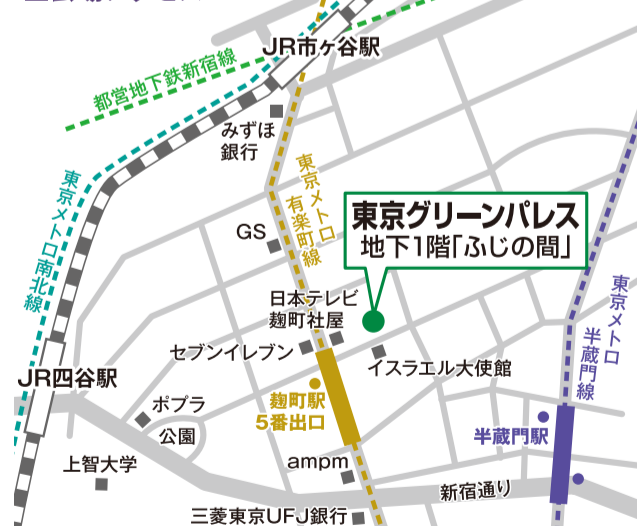 JR市ヶ谷駅
都営地下鉄新宿線
みずほ
銀行
東京メトロ
有楽町線
東京メトロ南北線
GS
東京グリーンパレス
地下1階「ふじの間」
日本テレビ
麹町社屋
セブンイレブン
イスラエル大使館
東京メトロ
半蔵門線
JR四谷駅
麹町駅
5番出口
ポプラ
公園
半蔵門駅
上智大学
ampm
新宿通り
三菱東京UFJ銀行